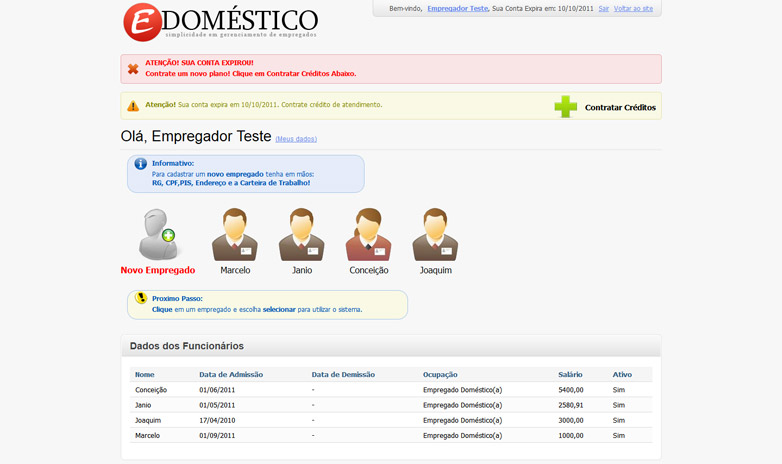 Bem-vindo, Empregador Teste, Sua Conta Expira em: 10/10/2011 Sair Voltar ao site
E DOMÉSTICO
simplicidade em gerenciamento de empregados
ATENÇÃO! SUA CONTA EXPIROU!
Contrate um novo plano! Clique em Contratar Créditos Abaixo.
Atenção! Sua conta expira em 10/10/2011. Contrate crédito de atendimento.
Contratar Créditos
Olá, Empregador Teste (Meus dados)
Informativo:
Para cadastrar um novo empregado tenha em mãos:
RG, CPF,PIS, Endereço e a Carteira de Trabalho!
Novo Empregado Marcelo Janio Conceição Joaquim
Proximo Passo:
Clique em um empregado e escolha selecionar para utilizar o sistema.
Dados dos Funcionários
Nome Data de Admissão Data de Demissão Ocupação Salário Ativo
Conceição 01/06/2011 - Empregado Doméstico(a) 5400,00 Sim
Janio 01/05/2011 - Empregado Doméstico(a) 2580,91 Sim
Joaquim 17/04/2010 - Empregado Doméstico(a) 3000,00 Sim
Marcelo 01/09/2011 - Empregado Doméstico(a) 1000,00 Sim